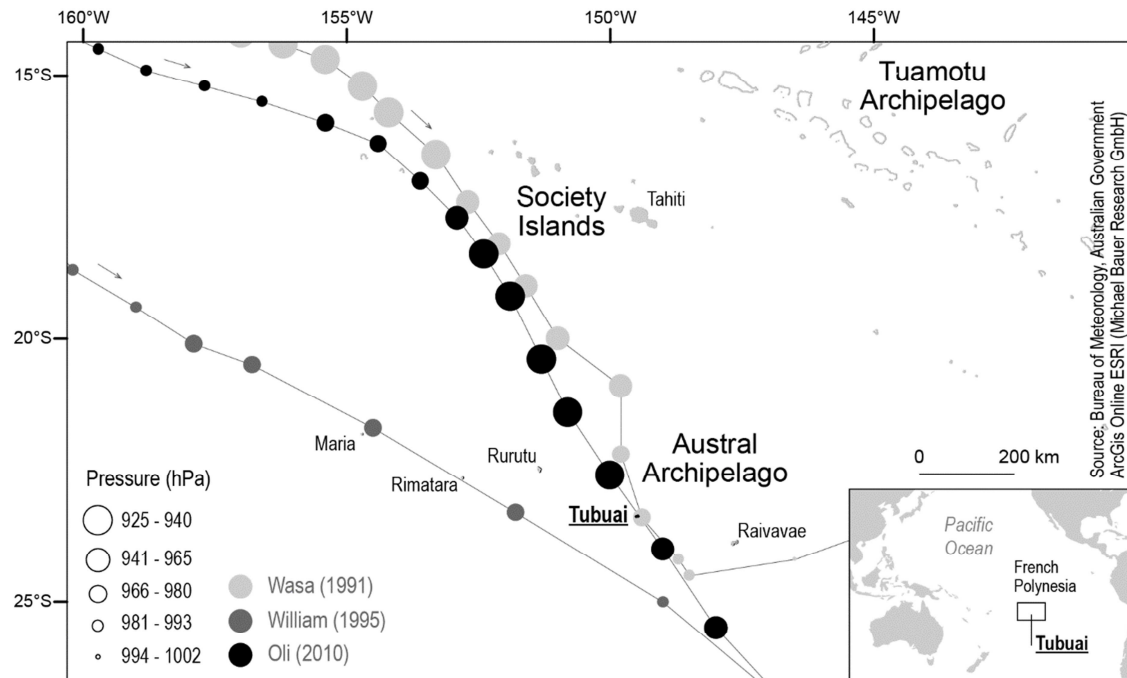 160°W
155°W
150°W
145°W
15°S
20°S
25°S
Tuamotu
Archipelago
Society
Islands
Tahiti
Maria
Rimatara
Rurutu
Austral
Archipelago
Tubuai
Raivavae
Pressure (hPa)
925 - 940
941 - 965
966 - 980
981 - 993
994 - 1002
Wasa (1991)
William (1995)
Oli (2010)
0
200 km
Pacific
Ocean
French
Polynesia
Tubuai
Source: Bureau of Meteorology, Australian Government
ArcGis Online ESRI (Michael Bauer Research GmbH)